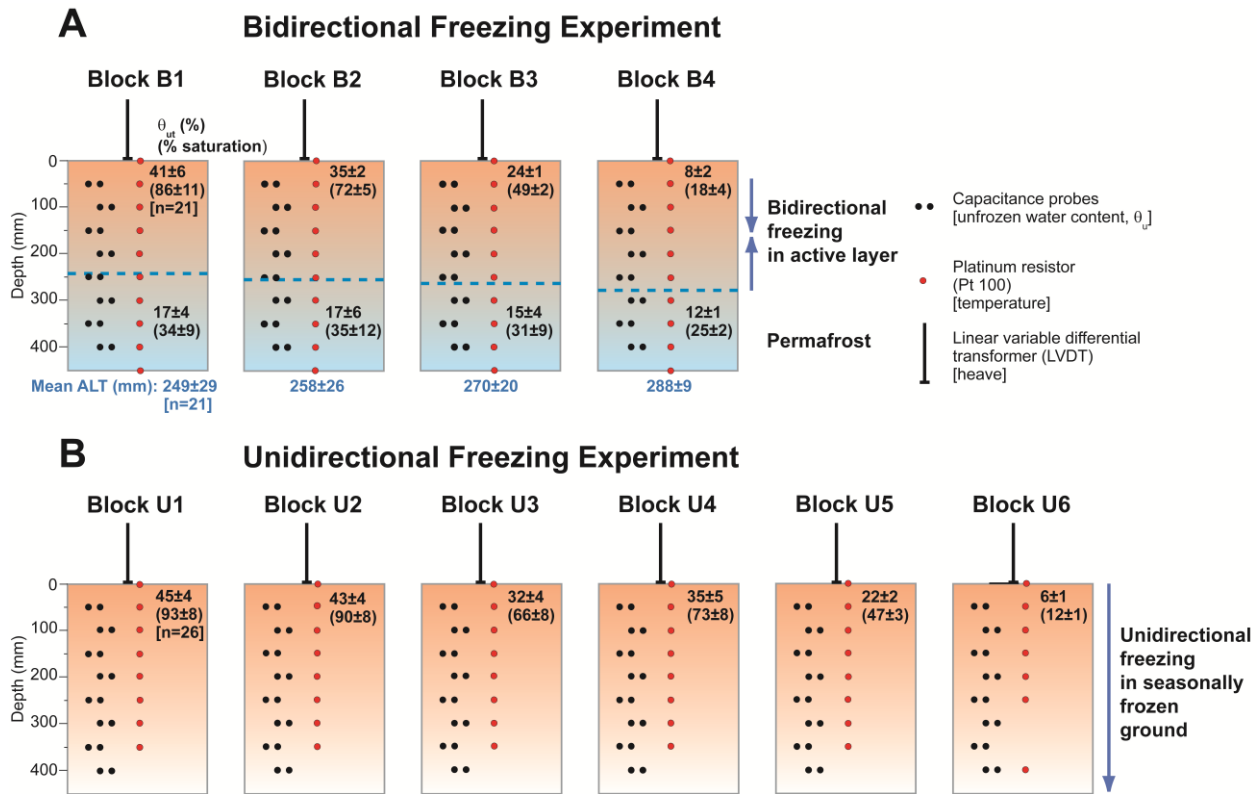 A
Bidirectional Freezing Experiment
Block B1
Block B2
Block B3
Block B4
θut (%)
(% saturation)
0
100
200
300
400
Depth (mm)
41±6
(86±11)
[n=21]
35±2
(72±5)
24±1
(49±2)
8±2
(18±4)
17±4
(34±9)
17±6
(35±12)
15±4
(31±9)
12±1
(25±2)
Bidirectional
freezing
in active layer
Permafrost
Capacitance probes
[unfrozen water content, θu]
Platinum resistor
(Pt 100)
[temperature]
Linear variable differential
transformer (LVDT)
[heave]
Mean ALT (mm): 249±29
[n=21]
258±26
270±20
288±9
B
Unidirectional Freezing Experiment
Block U1
Block U2
Block U3
Block U4
Block U5
Block U6
0
100
200
300
400
Depth (mm)
45±4
(93±8)
[n=26]
43±4
(90±8)
32±4
(66±8)
35±5
(73±8)
22±2
(47±3)
6±1
(12±1)
Unidirectional
freezing
in seasonally
frozen
ground